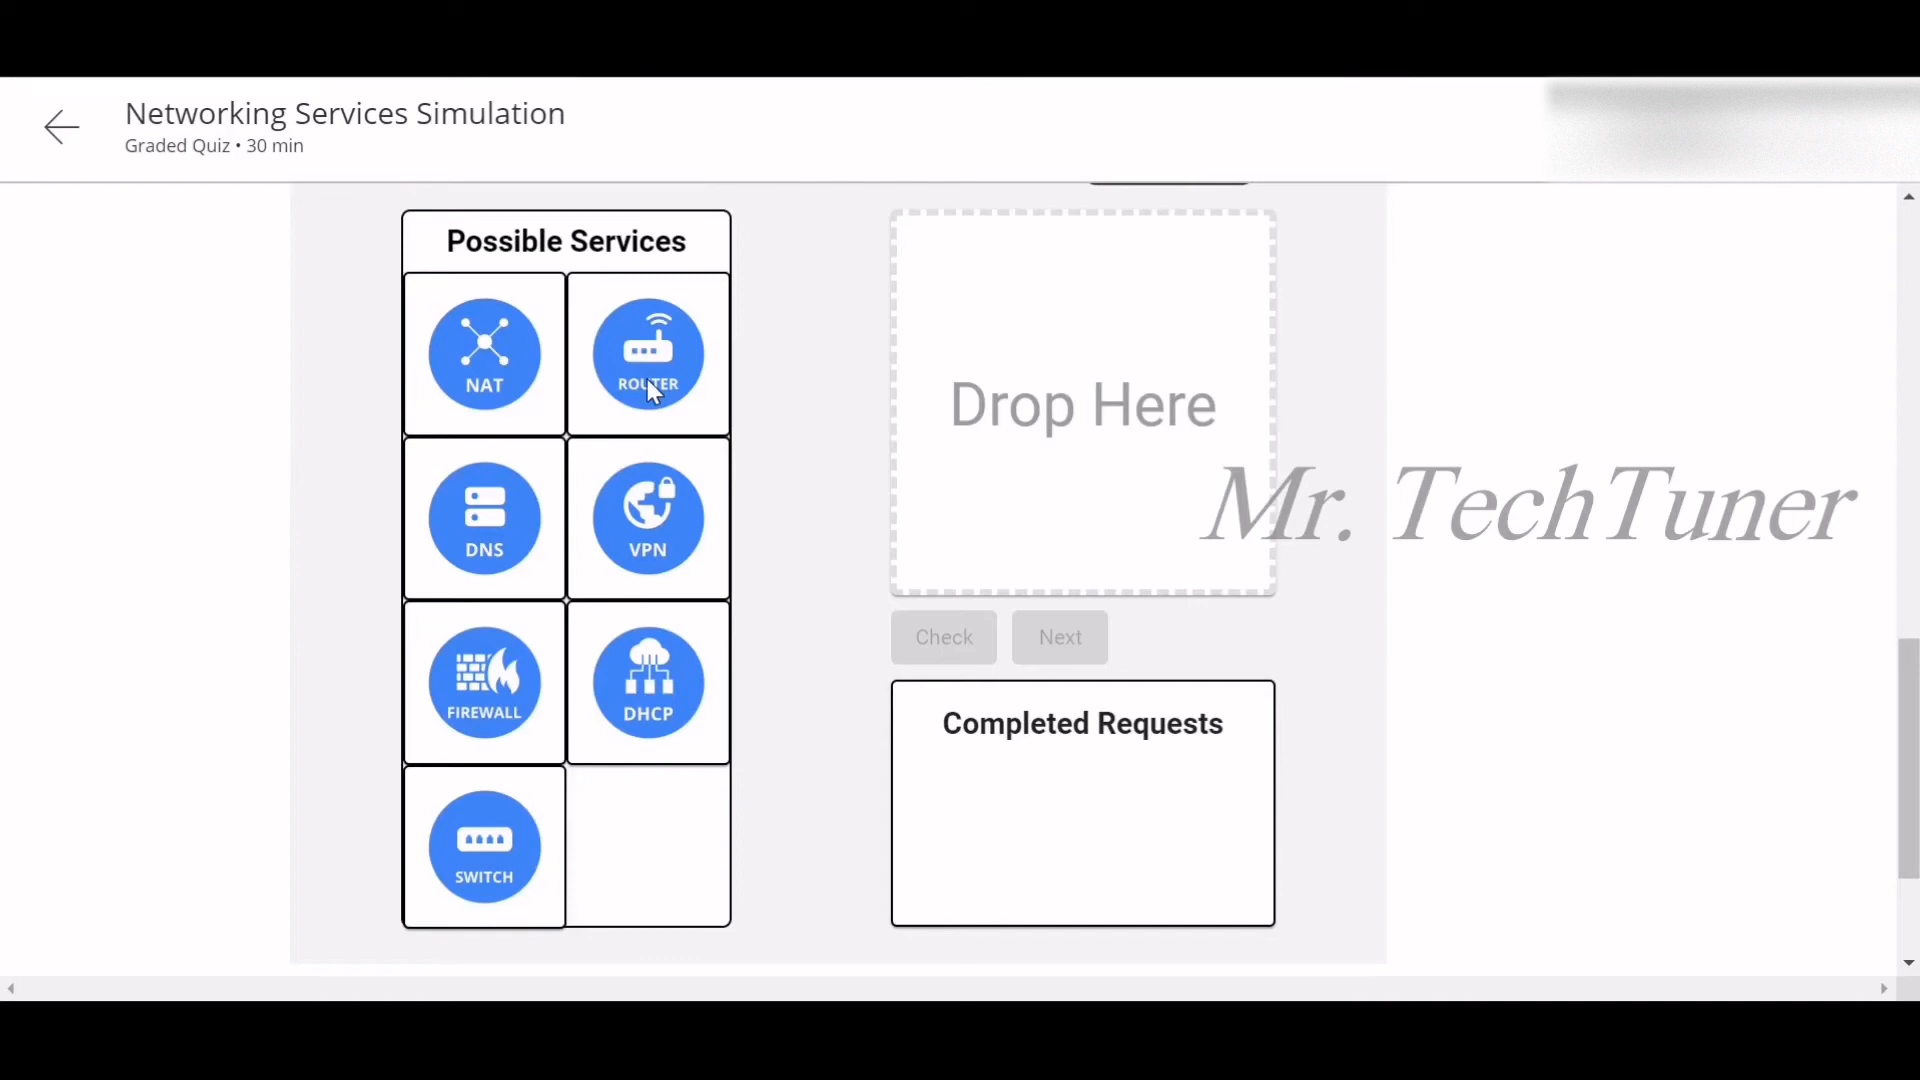 Networking Services Simulation
Graded Quiz • 30 min
Possible Services
NAT
ROUTER
DNS
VPN
FIREWALL
DHCP
SWITCH
Drop Here
Mr. TechTuner
Check
Next
Completed Requests